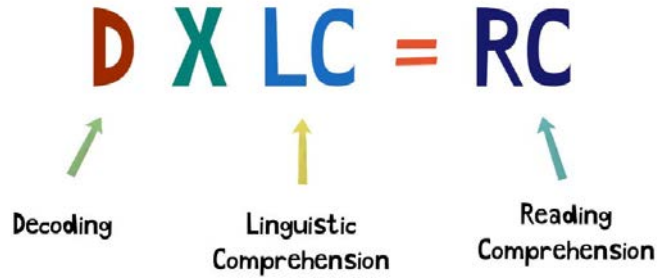 D X LC = RC
Decoding
Linguistic
Comprehension
Reading
Comprehension